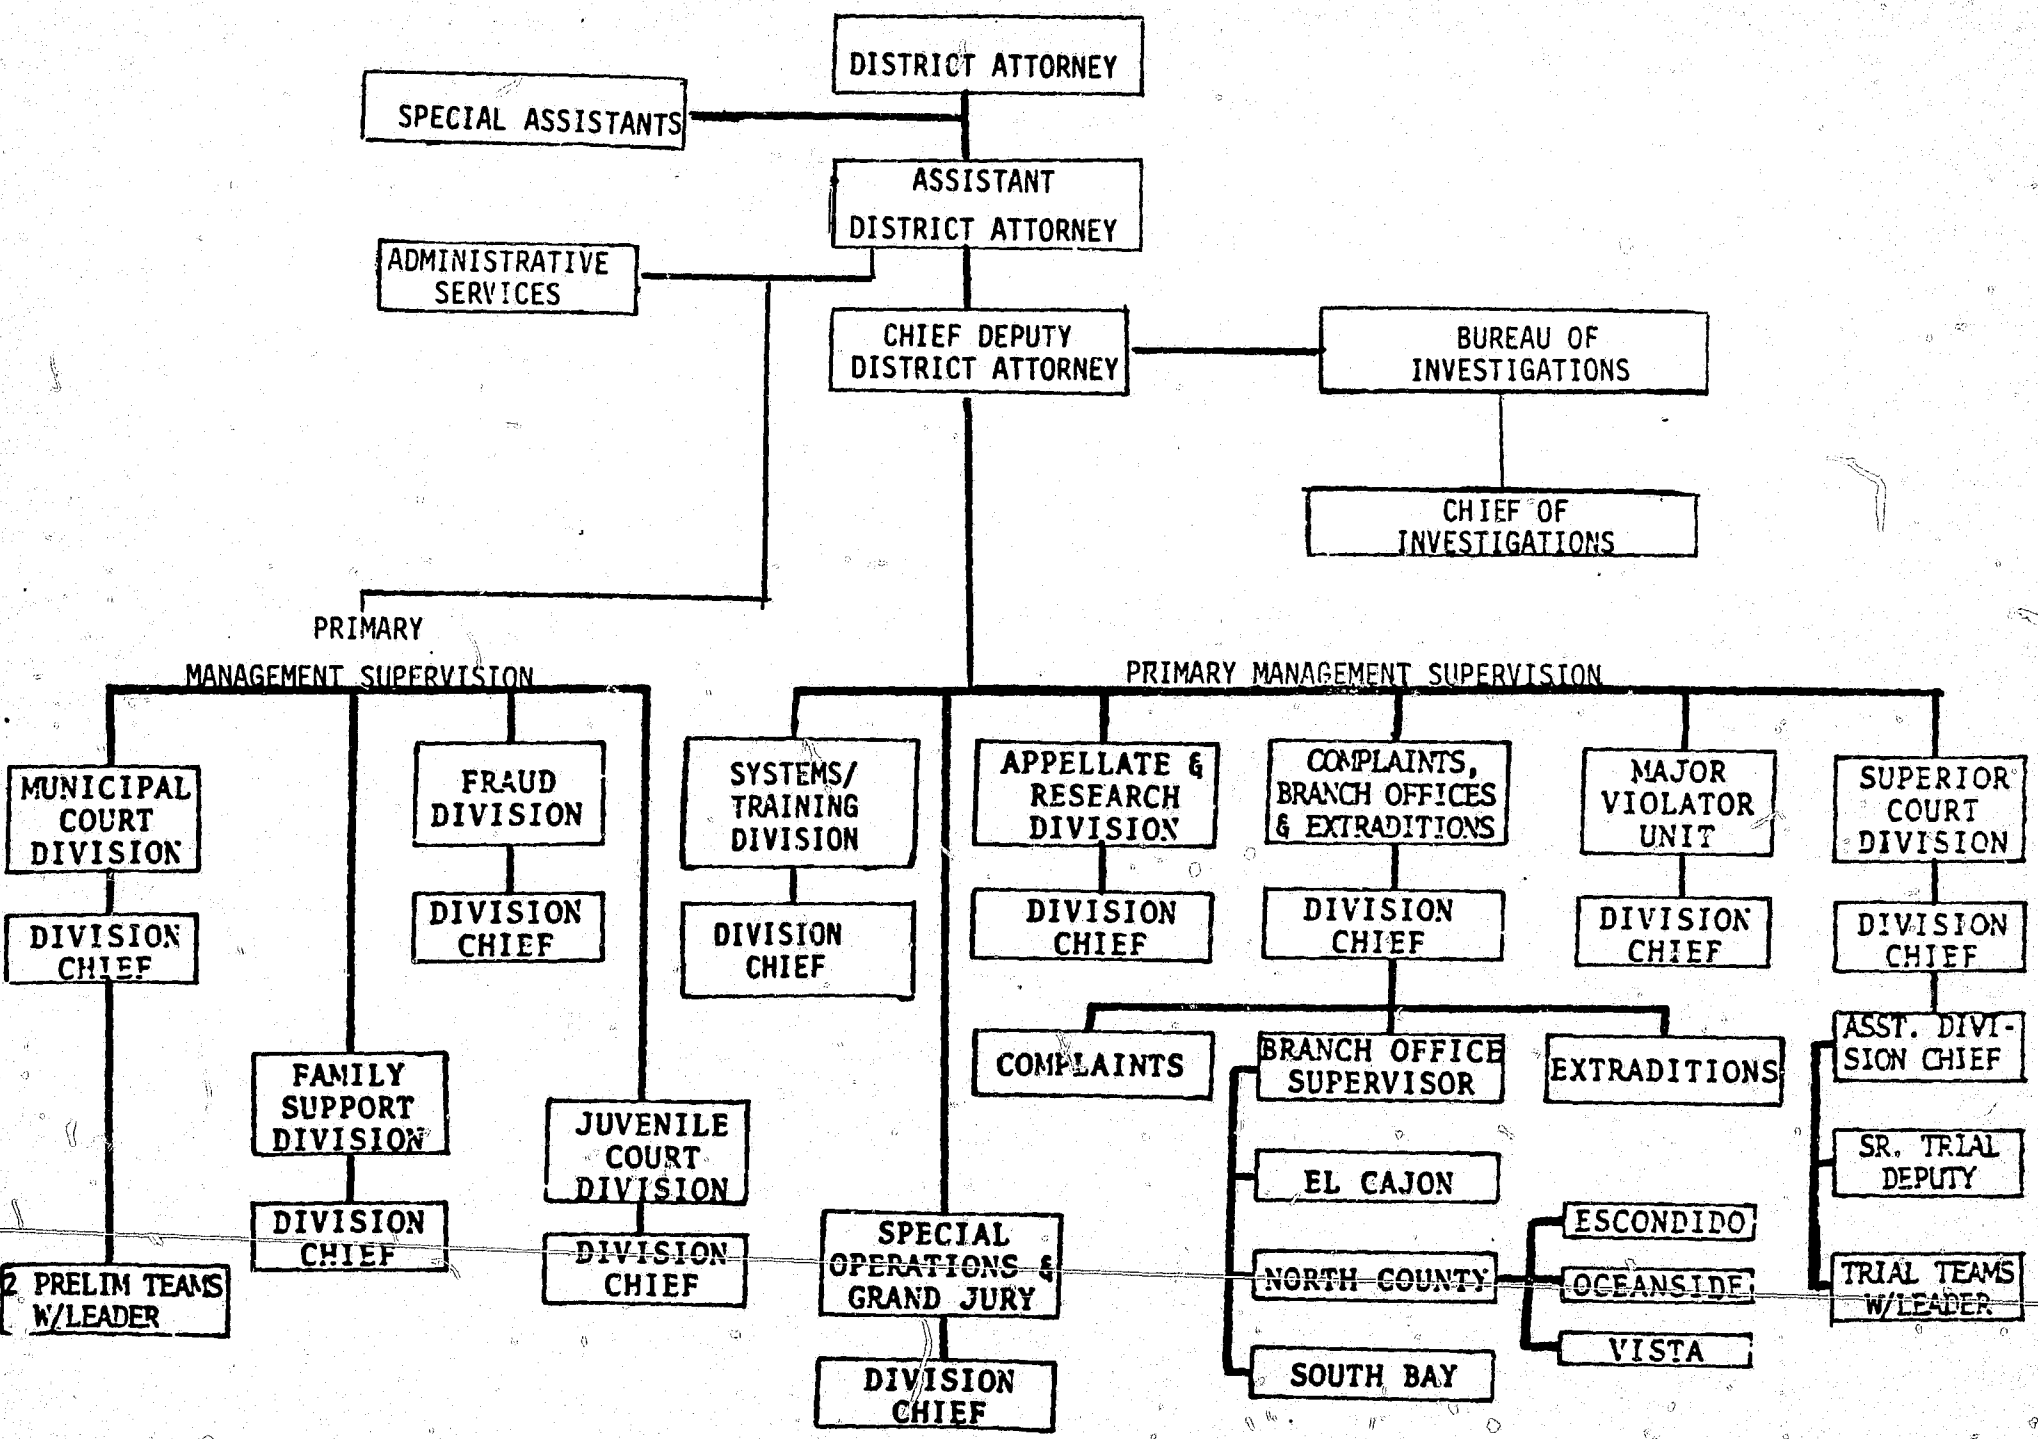 DISTRICT ATTORNEY
SPECIAL ASSISTANTS
ASSISTANT
DISTRICT ATTORNEY
ADMINISTRATIVE
SERVICES
CHIEF DEPUTY
DISTRICT ATTORNEY
BUREAU OF
INVESTIGATIONS
CHIEF OF
INVESTIGATIONS
PRIMARY
MANAGEMENT SUPERVISION
PRIMARY MANAGEMENT SUPERVISION
MUNICIPAL
COURT
DIVISION
DIVISION
CHIEF
2 PRELIM TEAMS
W/LEADER
FAMILY
SUPPORT
DIVISION
DIVISION
CHIEF
FRAUD
DIVISION
DIVISION
CHIEF
JUVENILE
COURT
DIVISION
DIVISION
CHIEF
SYSTEMS/
TRAINING
DIVISION
DIVISION
CHIEF
SPECIAL
OPERATIONS &
GRAND JURY
DIVISION
CHIEF
APPELLATE &
RESEARCH
DIVISION
DIVISION
CHIEF
COMPLAINTS,
BRANCH OFFICES
& EXTRADITIONS
DIVISION
CHIEF
COMPLAINTS
BRANCH OFFICE
SUPERVISOR
EXTRADITIONS
EL CAJON
NORTH COUNTY
SOUTH BAY
ESCONDIDO
OCEANSIDE
VISTA
MAJOR
VIOLATOR
UNIT
DIVISION
CHIEF
SUPERIOR
COURT
DIVISION
DIVISION
CHIEF
ASST. DIVI-
SION CHIEF
SR. TRIAL
DEPUTY
TRIAL TEAMS
W/LEADER